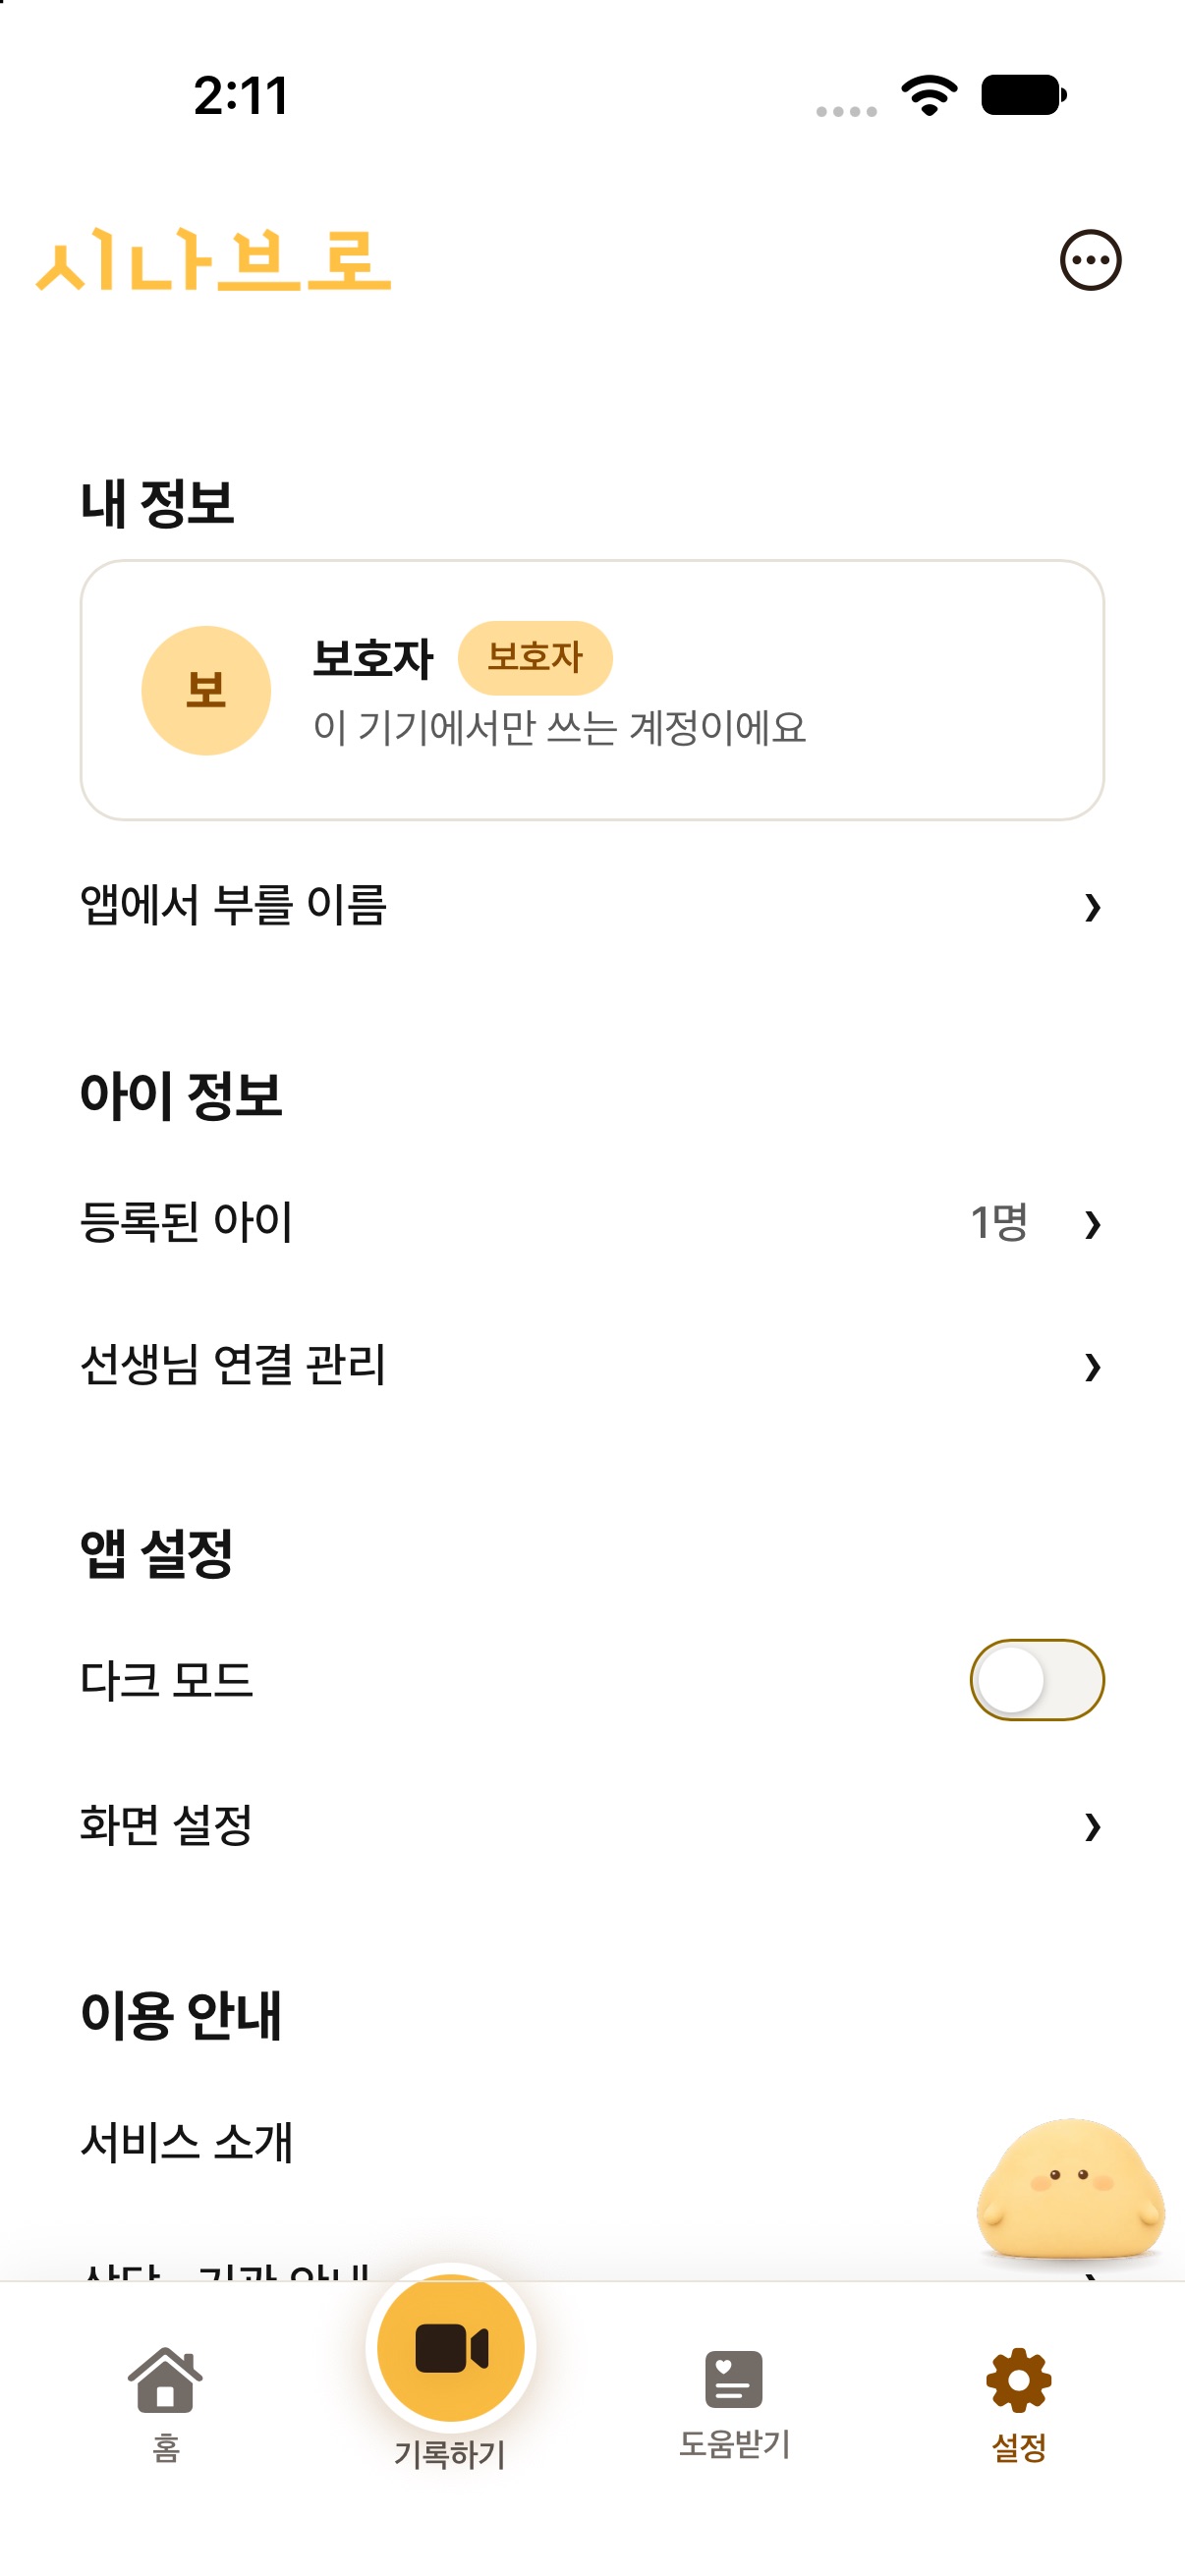 2:11
시나브로
내 정보
보
보호자 보호자
이 기기에서만 쓰는 계정이에요
앱에서 부를 이름
아이 정보
등록된 아이 1명
선생님 연결 관리
앱 설정
다크 모드
화면 설정
이용 안내
서비스 소개
홈
기록하기
도움받기
설정